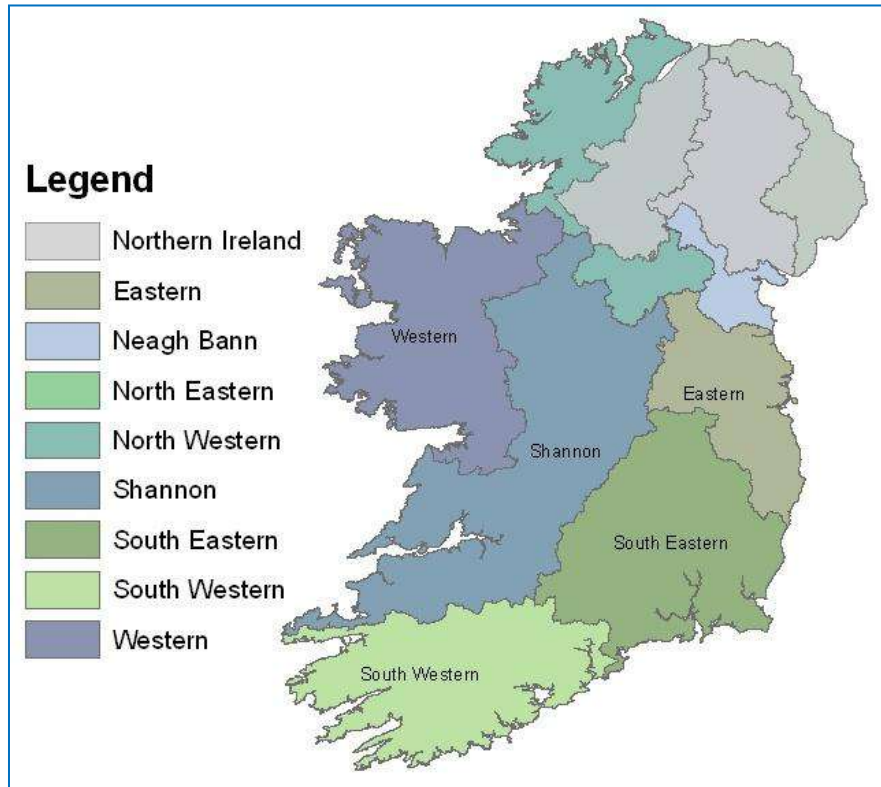 Legend
Northern Ireland
Eastern
Neagh Bann
North Eastern
North Western
Shannon
South Eastern
South Western
Western
Western
Eastern
Shannon
South Eastern
South Western